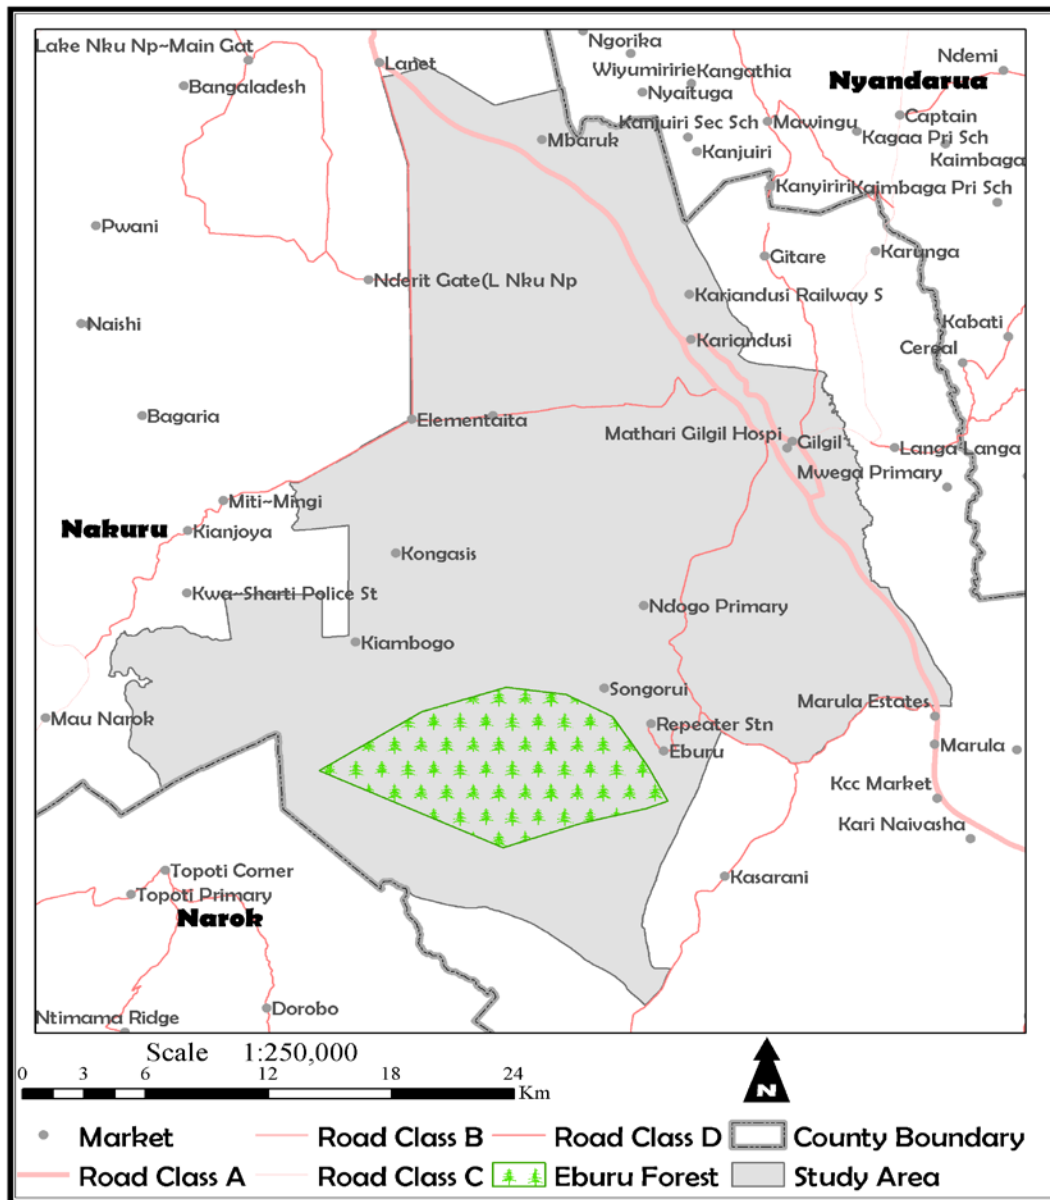 Ngorika
Lake Nku Np~Main Gat
Lanet
Ndemi
Wiyumiririe
Kangathia
Nyandarua
Bangaladesh
Nyaituga
Captain
Kanjuiri Sec Sch
Mawingu
Kagaa Pri Sch
Mbaruk
Kanjuiri
Kaimbaga
Kanyiriri
Kaimbaga Pri Sch
Pwani
Gitare
Karunga
Nderit Gate(L Nku Np
Kariandusi Railway S
Naishi
Kabati
Kariandusi
Cereal
Bagaria
Elementaita
Mathari Gilgil Hospi
Gilgil
Langa Langa
Mwega Primary
Miti~Mingi
Nakuru
Kianjoya
Kongasis
Kwa~Sharti Police St
Ndogo Primary
Kiambogo
Songorui
Marula Estates
Mau Narok
Repeater Stn
Eburu
Marula
Kcc Market
Kari Naivasha
Topoti Corner
Kasarani
Topoti Primary
Narok
Dorobo
Ntimama Ridge
Scale 1:250,000
0 3 6 12 18 24
Km
N
Market
Road Class B
Road Class D
County Boundary
Road Class A
Road Class C
Eburu Forest
Study Area